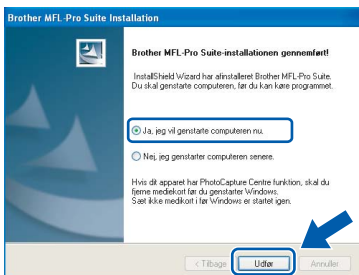 Brother MFL-Pro Suite Installation
Brother MFL-Pro Suite-installationen gennemført!
InstallShield Wizard har afinstalleret Brother MFL-Pro Suite.
Du skal genstarte computeren, før du kan køre programmet.
Ja, jeg vil genstarte computeren nu.
Nej, jeg genstarter computeren senere.
Hvis dit apparat har PhotoCapture Centre funktion, skal du
fjerne mediekort før du genstarter Windows.
Sæt ikke medikort i før Windows er startet igen.
< Tilbage
Udfør
Annuller